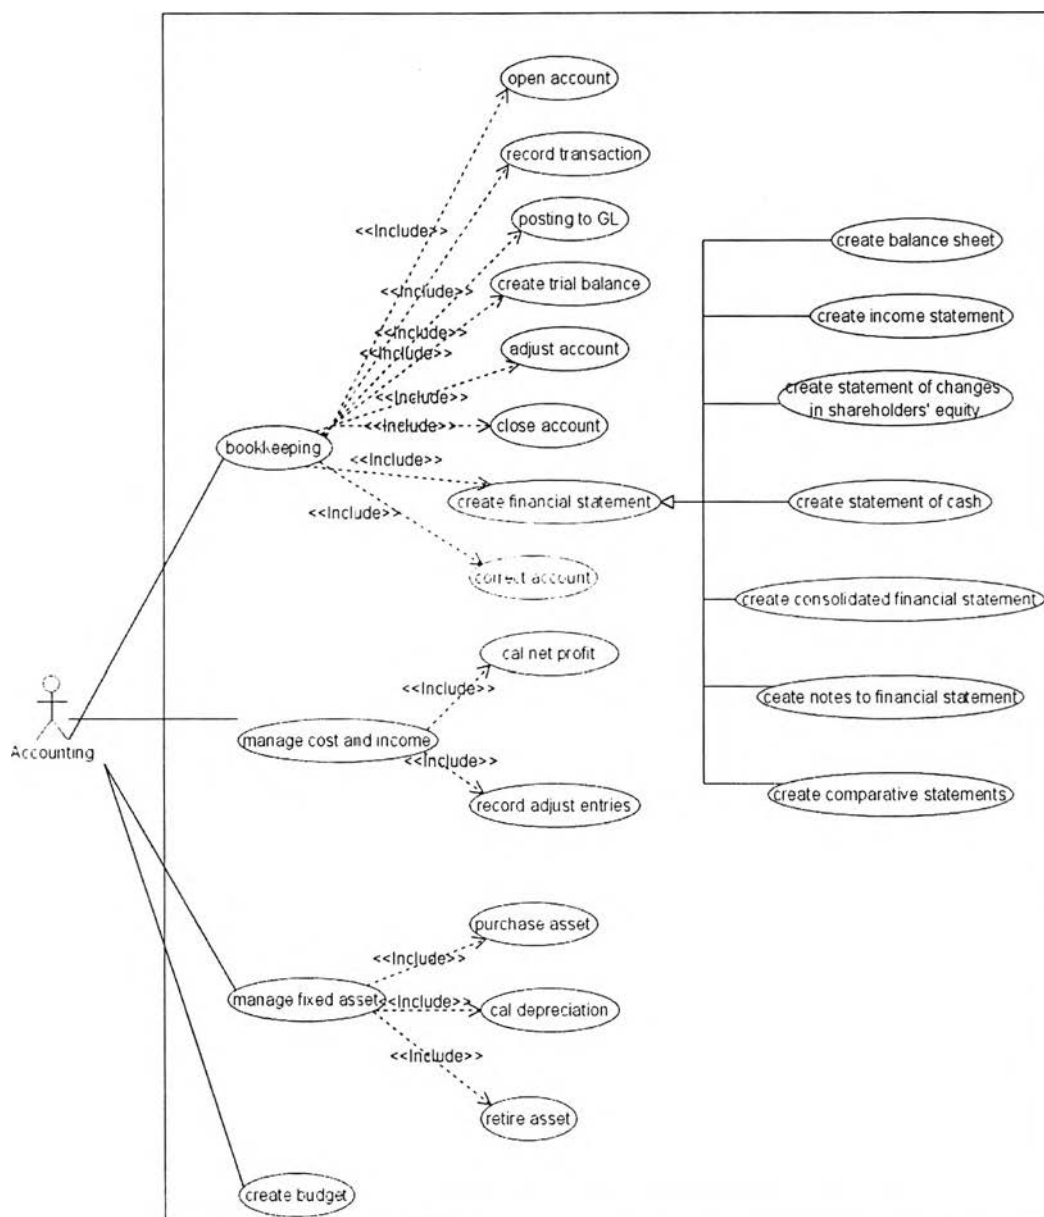 open account
record transaction
<<Include>>
posting to GL
create balance sheet
<<Include>>
create trial balance
create income statement
<<Include>>
<<Include>>
adjust account
create statement of changes
in shareholders' equity
<<Include>>
close account
bookkeeping
<<Include>>
create financial statement
create statement of cash
<<Include>>
correct account
create consolidated financial statement
cal net profit
<<Include>>
ceate notes to financial statement
Accounting
manage cost and income
<<Include>>
record adjust entries
create comparative statements
purchase asset
<<Include>>
manage fixed asset
<<Include>>
cal depreciation
<<Include>>
retire asset
create budget